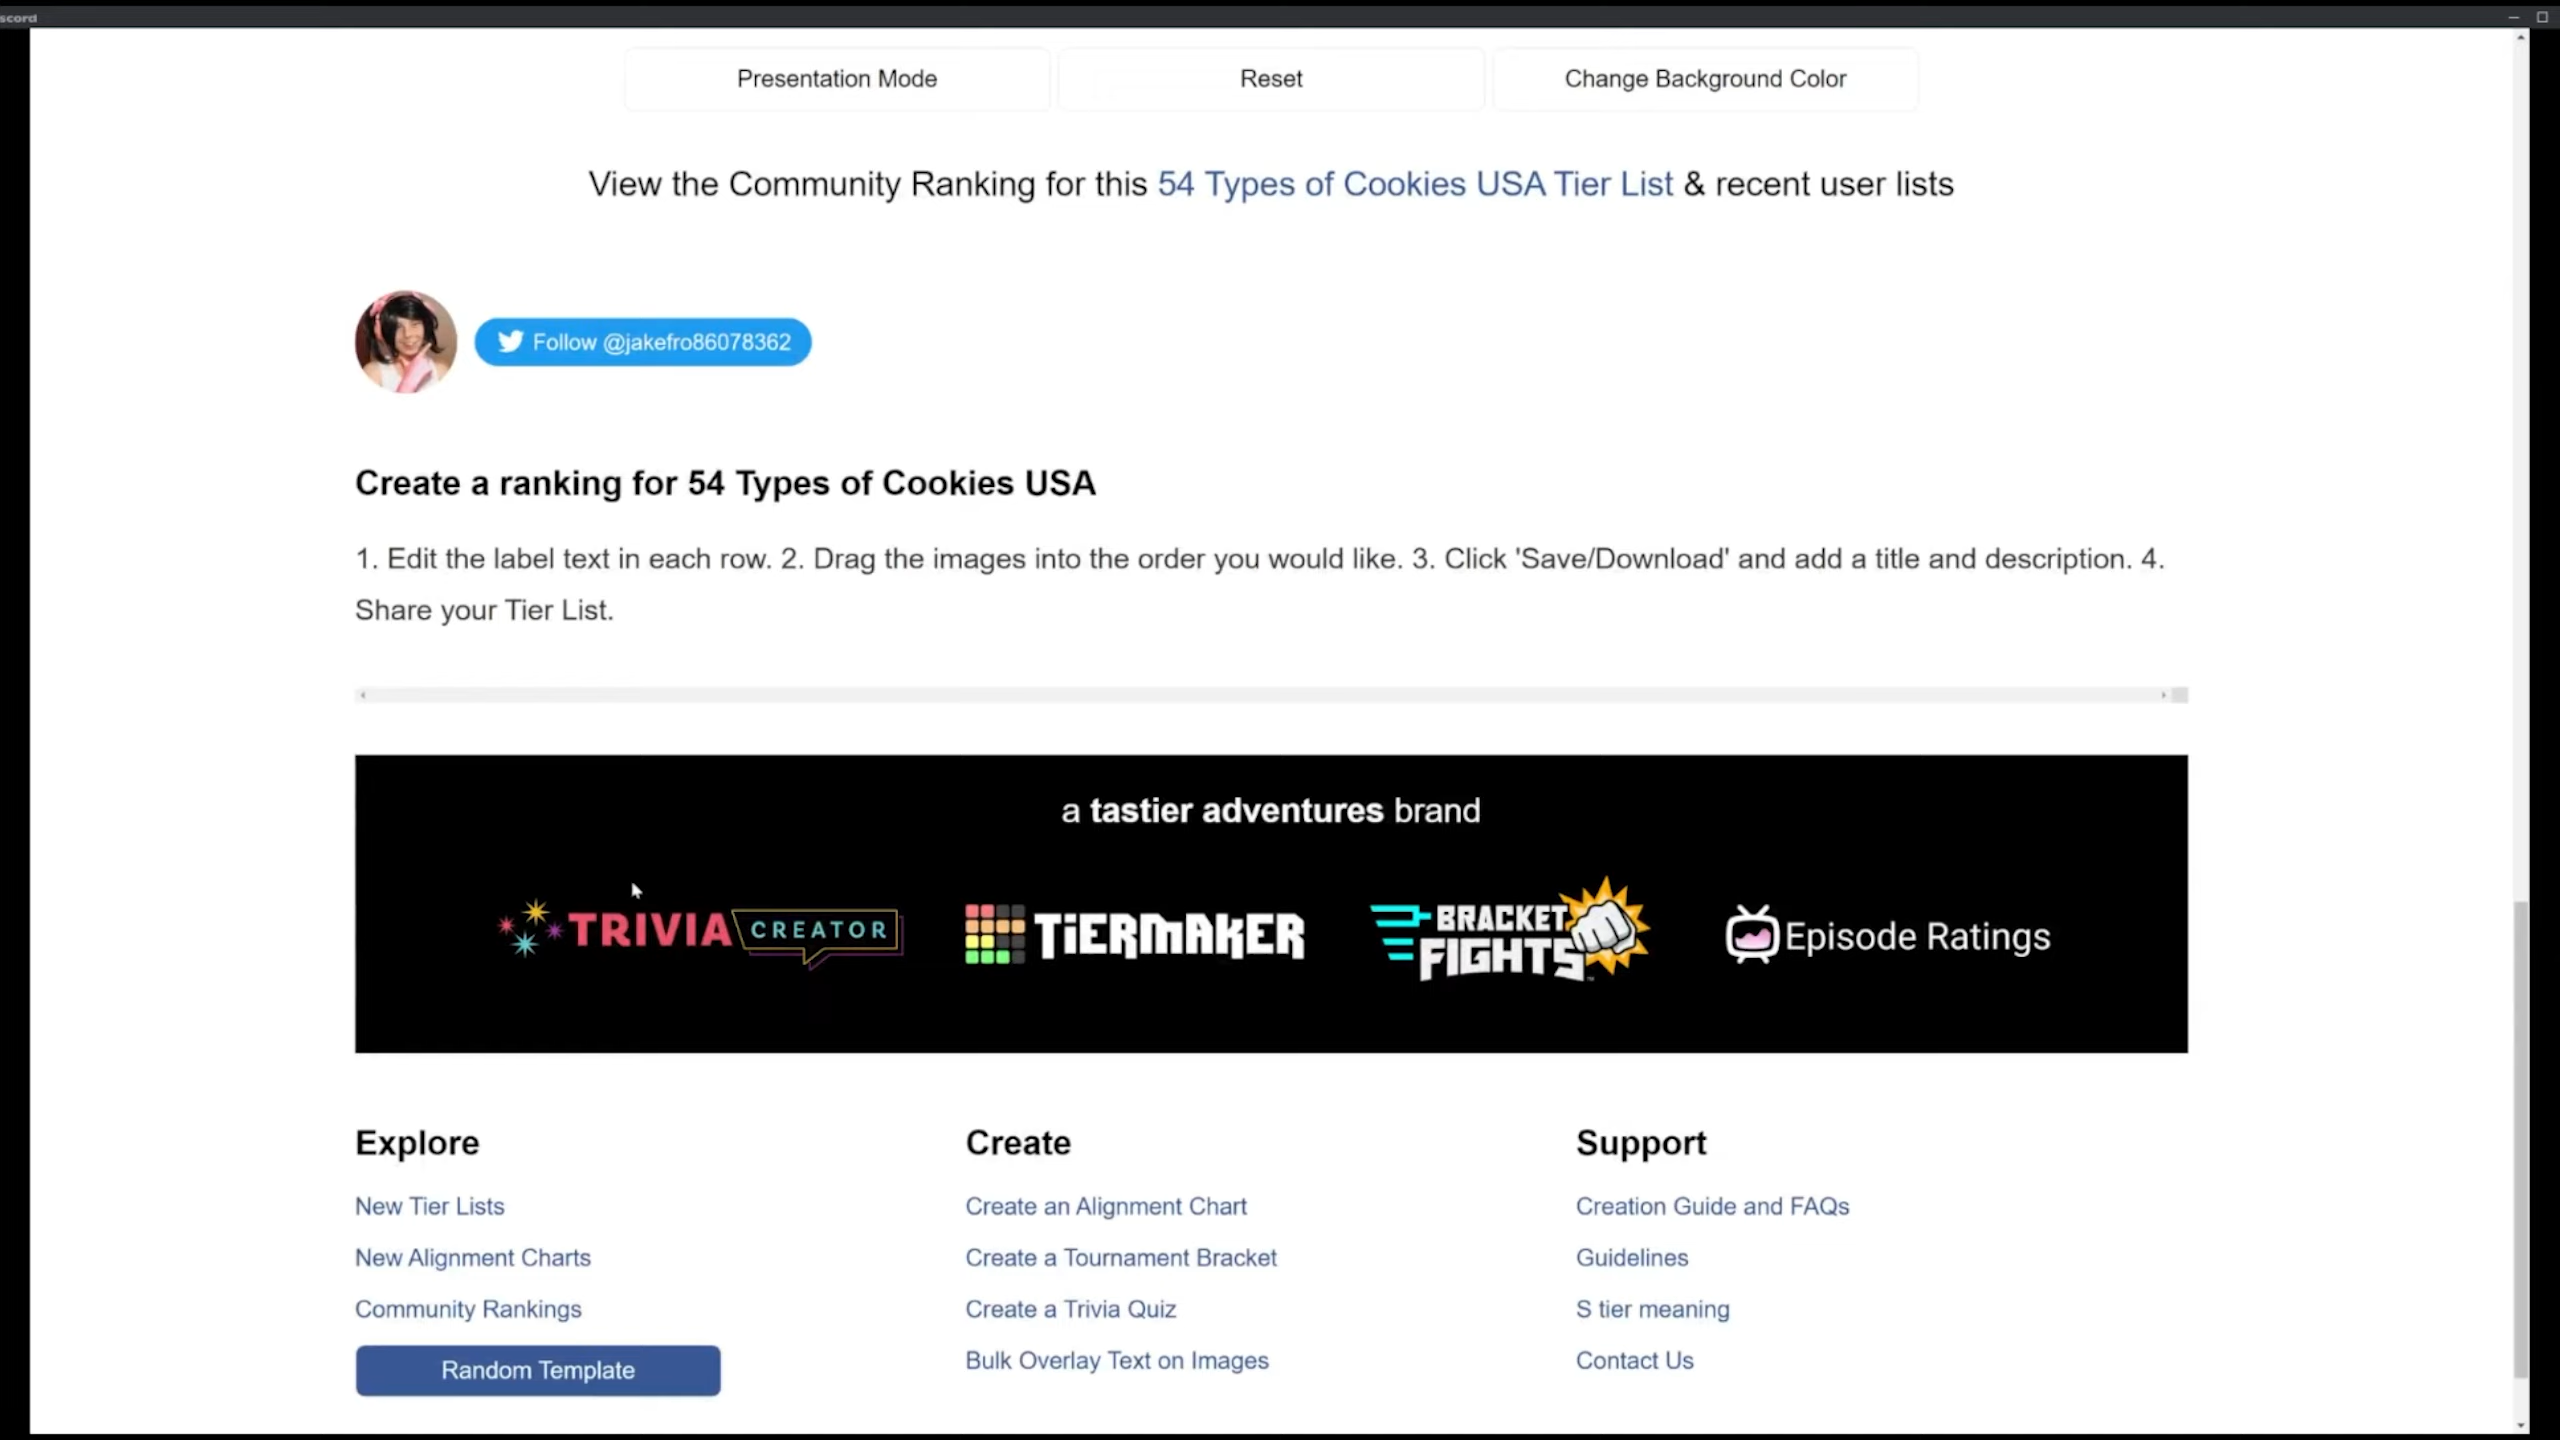 scord
Presentation Mode
Reset
Change Background Color
View the Community Ranking for this 54 Types of Cookies USA Tier List & recent user lists
Follow @jakefro86078362
Create a ranking for 54 Types of Cookies USA
1. Edit the label text in each row. 2. Drag the images into the order you would like. 3. Click 'Save/Download' and add a title and description. 4.
Share your Tier List.
a tastier adventures brand
TRIVIA CREATOR
TiERMAKER
BRACKET
FIGHTS
Episode Ratings
Explore
New Tier Lists
New Alignment Charts
Community Rankings
Random Template
Create
Create an Alignment Chart
Create a Tournament Bracket
Create a Trivia Quiz
Bulk Overlay Text on Images
Support
Creation Guide and FAQs
Guidelines
S tier meaning
Contact Us